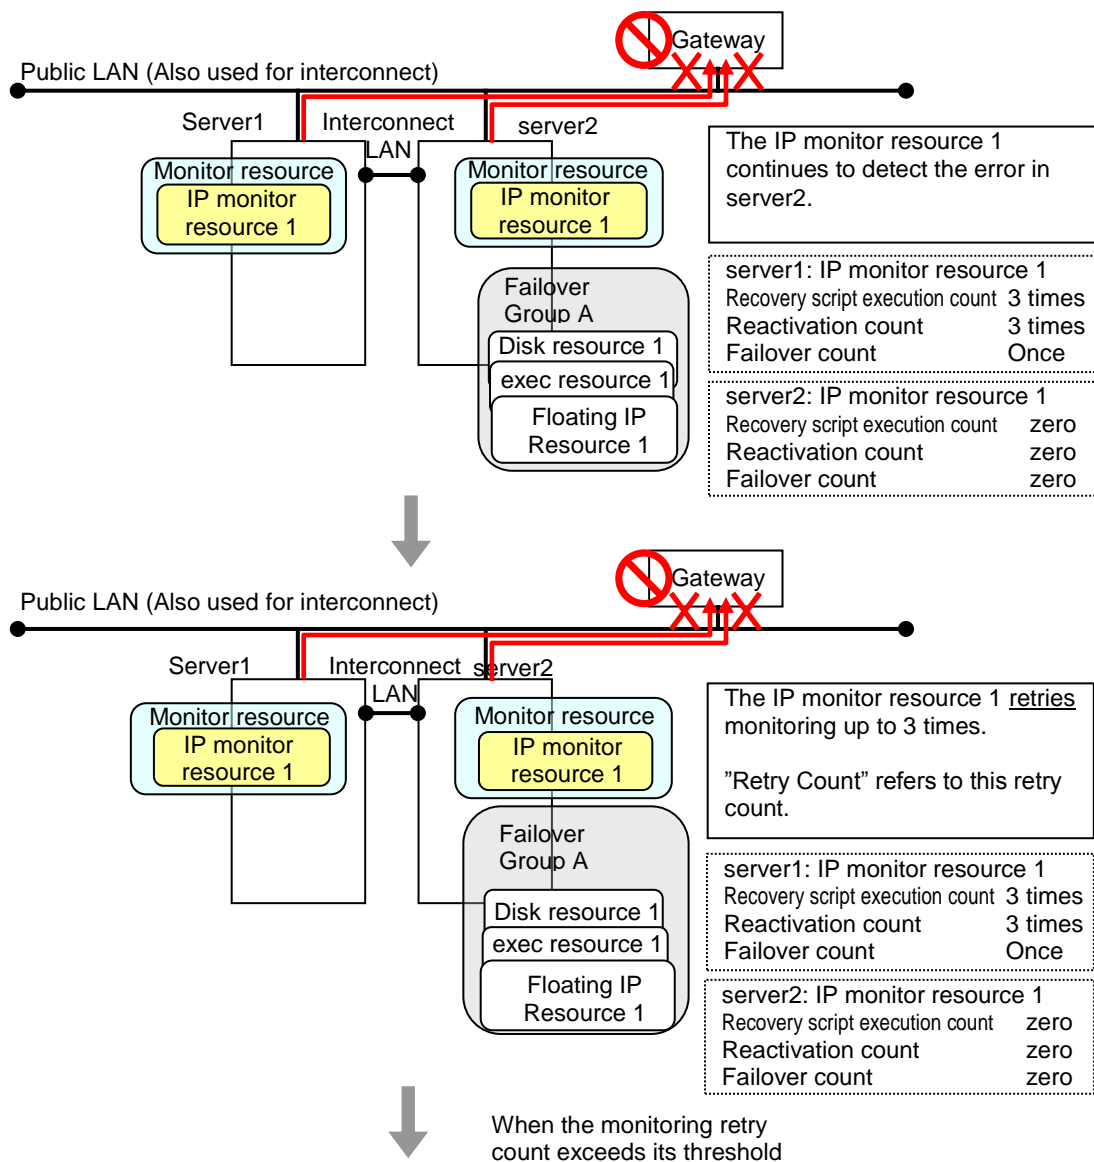 Gateway
Public LAN (Also used for interconnect)
Server1
Interconnect
LAN
server2
Monitor resource
IP monitor
resource 1
Monitor resource
IP monitor
resource 1
Failover
Group A
Disk resource 1
exec resource 1
Floating IP
Resource 1
The IP monitor resource 1
continues to detect the error in
server2.
server1: IP monitor resource 1
Recovery script execution count 3 times
Reactivation count 3 times
Failover count Once
server2: IP monitor resource 1
Recovery script execution count zero
Reactivation count zero
Failover count zero
Gateway
Public LAN (Also used for interconnect)
Server1
Interconnect
LAN
server2
Monitor resource
IP monitor
resource 1
Monitor resource
IP monitor
resource 1
Failover
Group A
Disk resource 1
exec resource 1
Floating IP
Resource 1
The IP monitor resource 1 retries
monitoring up to 3 times.
”Retry Count” refers to this retry
count.
server1: IP monitor resource 1
Recovery script execution count 3 times
Reactivation count 3 times
Failover count Once
server2: IP monitor resource 1
Recovery script execution count zero
Reactivation count zero
Failover count zero
When the monitoring retry
count exceeds its threshold